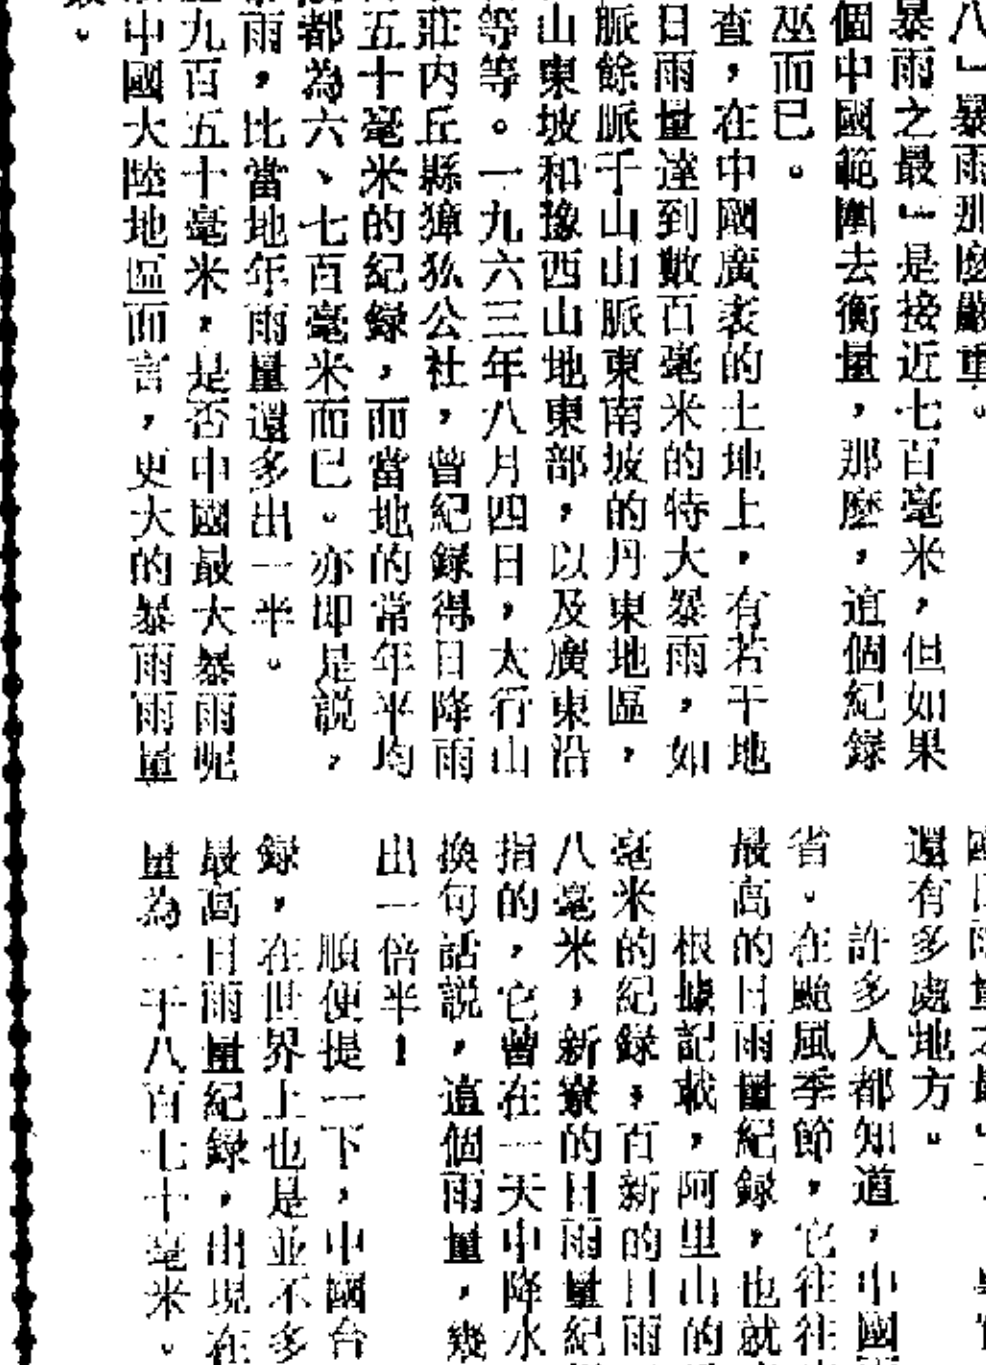 八】暴雨那麼嚴重。
暴雨之最」是接近七百毫米，但如果
個中國範圍去衡量，那麼，這個紀錄
巫而已。
查，在中國廣袤的土地上，有若干地
日雨量達到數百毫米的特大暴雨，如
脈餘脈千山山脈東南坡的丹東地區，
山東坡和豫西山地東部，以及廣東沿
等等。一九六三年八月四日，太行山
莊內丘縣獐𤞤公社，曾紀錄得日降雨
五十毫米的紀錄，而當地的常年平均
都為六、七百毫米而已。亦即是說，
雨，比當地年雨量還多出一半。
九百五十毫米，是否中國最大暴雨呢
中國大陸地區而言，更大的暴雨雨量
。
還有多處地方。
許多人都知道，中國
省。在颱風季節，它往往
最高的日雨量紀錄，也就
根據記載，阿里山的
毫米的紀錄，百新的日雨
八毫米，新寮的日雨量紀
指的，它曾在一天中降水
換句話說，這個雨量，幾
出一倍半！
順便提一下，中國台
錄，在世界上也是並不多
最高日雨量紀錄，出現在
量為一千八百七十毫米。